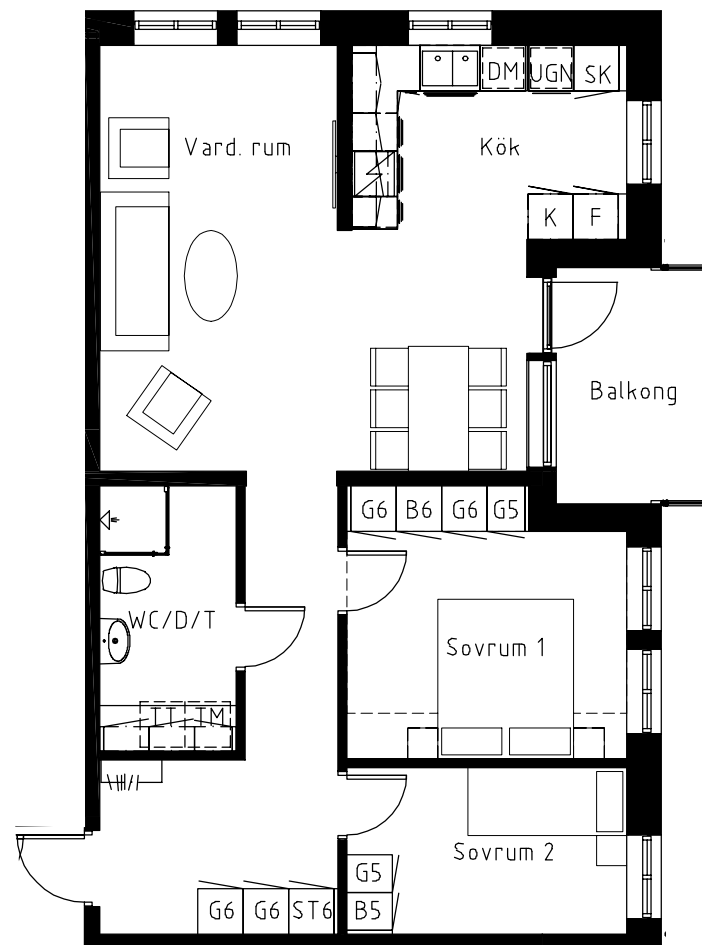 DM UGN SK
Vard. rum
Kök
K F
Balkong
G6 B6 G6 G5
WC/D/T
Sovrum 1
TT TM
Sovrum 2
G5
G6 G6 ST6 B5